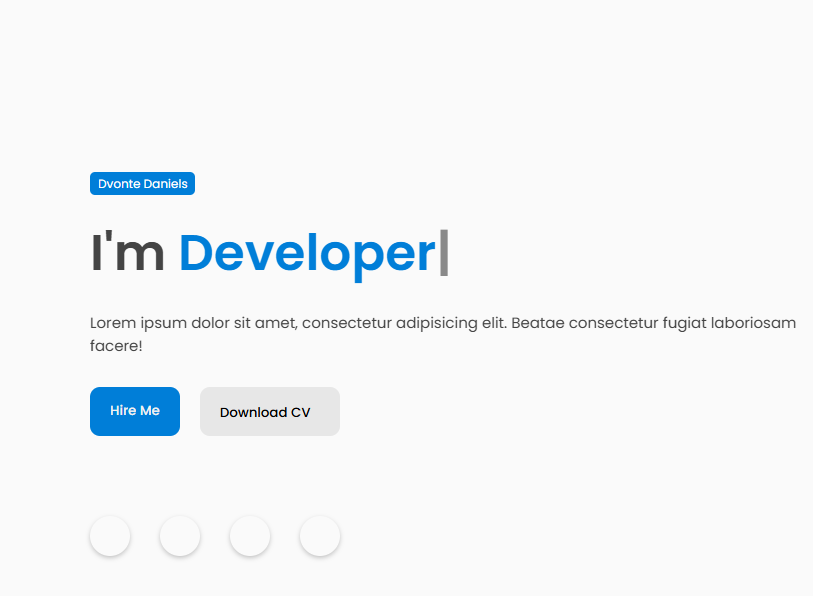 Dvonte Daniels
I'm Developer|
Lorem ipsum dolor sit amet, consectetur adipisicing elit. Beatae consectetur fugiat laboriosam
facere!
Hire Me
Download CV